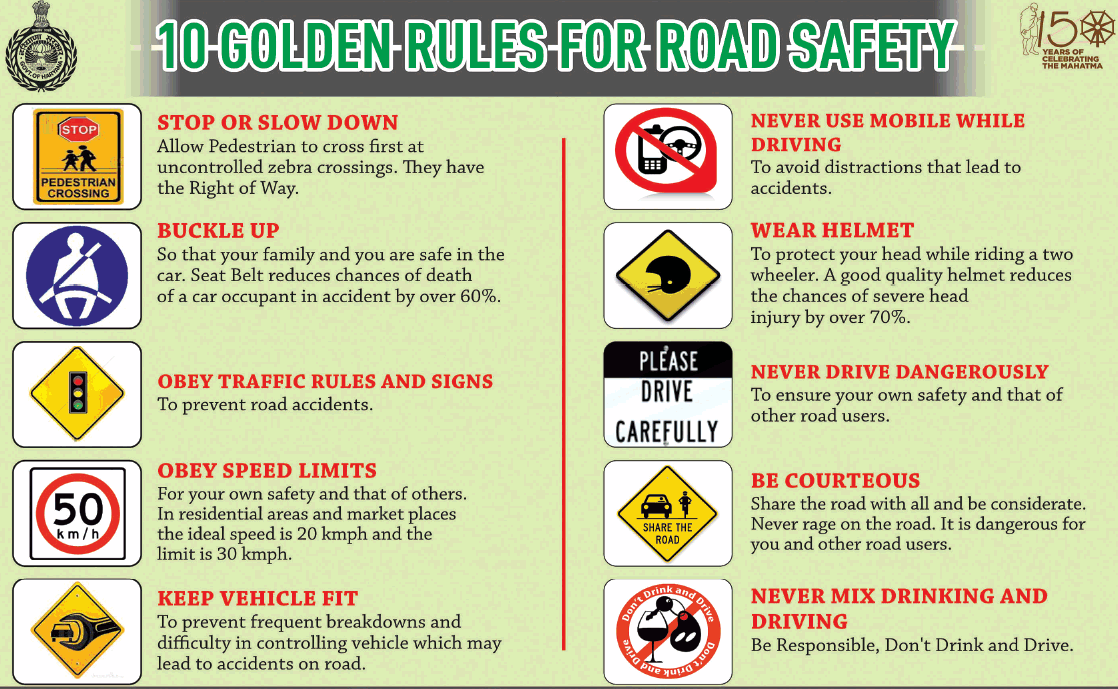 10 GOLDEN RULES FOR ROAD SAFETY
150
YEARS OF
CELEBRATING
THE MAHATMA
STOP
PEDESTRIAN
CROSSING
STOP OR SLOW DOWN
Allow Pedestrian to cross first at
uncontrolled zebra crossings. They have
the Right of Way.
BUCKLE UP
So that your family and you are safe in the
car. Seat Belt reduces chances of death
of a car occupant in accident by over 60%.
OBEY TRAFFIC RULES AND SIGNS
To prevent road accidents.
50
km/h
OBEY SPEED LIMITS
For your own safety and that of others.
In residential areas and market places
the ideal speed is 20 kmph and the
limit is 30 kmph.
KEEP VEHICLE FIT
To prevent frequent breakdowns and
difficulty in controlling vehicle which may
lead to accidents on road.
NEVER USE MOBILE WHILE
DRIVING
To avoid distractions that lead to
accidents.
WEAR HELMET
To protect your head while riding a two
wheeler. A good quality helmet reduces
the chances of severe head
injury by over 70%.
PLEASE
DRIVE
CAREFULLY
NEVER DRIVE DANGEROUSLY
To ensure your own safety and that of
other road users.
SHARE THE
ROAD
BE COURTEOUS
Share the road with all and be considerate.
Never rage on the road. It is dangerous for
you and other road users.
Don't Drink and Drive
Don't Drink and Drive
NEVER MIX DRINKING AND
DRIVING
Be Responsible, Don't Drink and Drive.